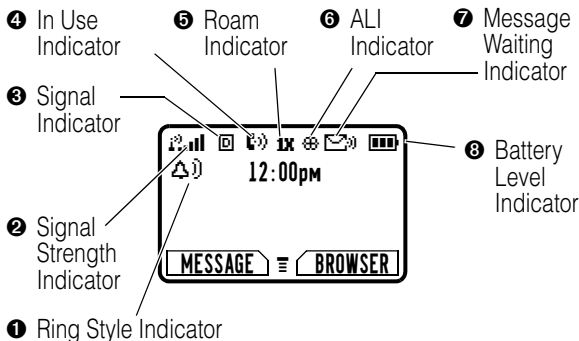 ❹ In Use Indicator
❺ Roam Indicator
❻ ALI Indicator
❼ Message Waiting Indicator
❸ Signal Indicator
D 1X
12:00PM
❽ Battery Level Indicator
❷ Signal Strength Indicator
MESSAGE BROWSER
❶ Ring Style Indicator